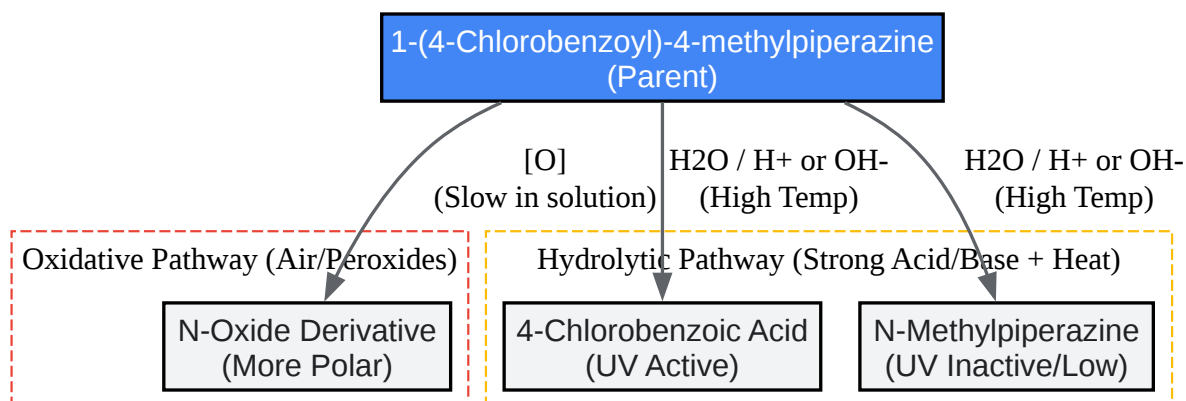 1-(4-Chlorobenzoyl)-4-methylpiperazine
(Parent)
[O]
(Slow in solution)
H2O / H+ or OH-
(High Temp)
H2O / H+ or OH-
(High Temp)
Oxidative Pathway (Air/Peroxides)
Hydrolytic Pathway (Strong Acid/Base + Heat)
N-Oxide Derivative
(More Polar)
4-Chlorobenzoic Acid
(UV Active)
N-Methylpiperazine
(UV Inactive/Low)